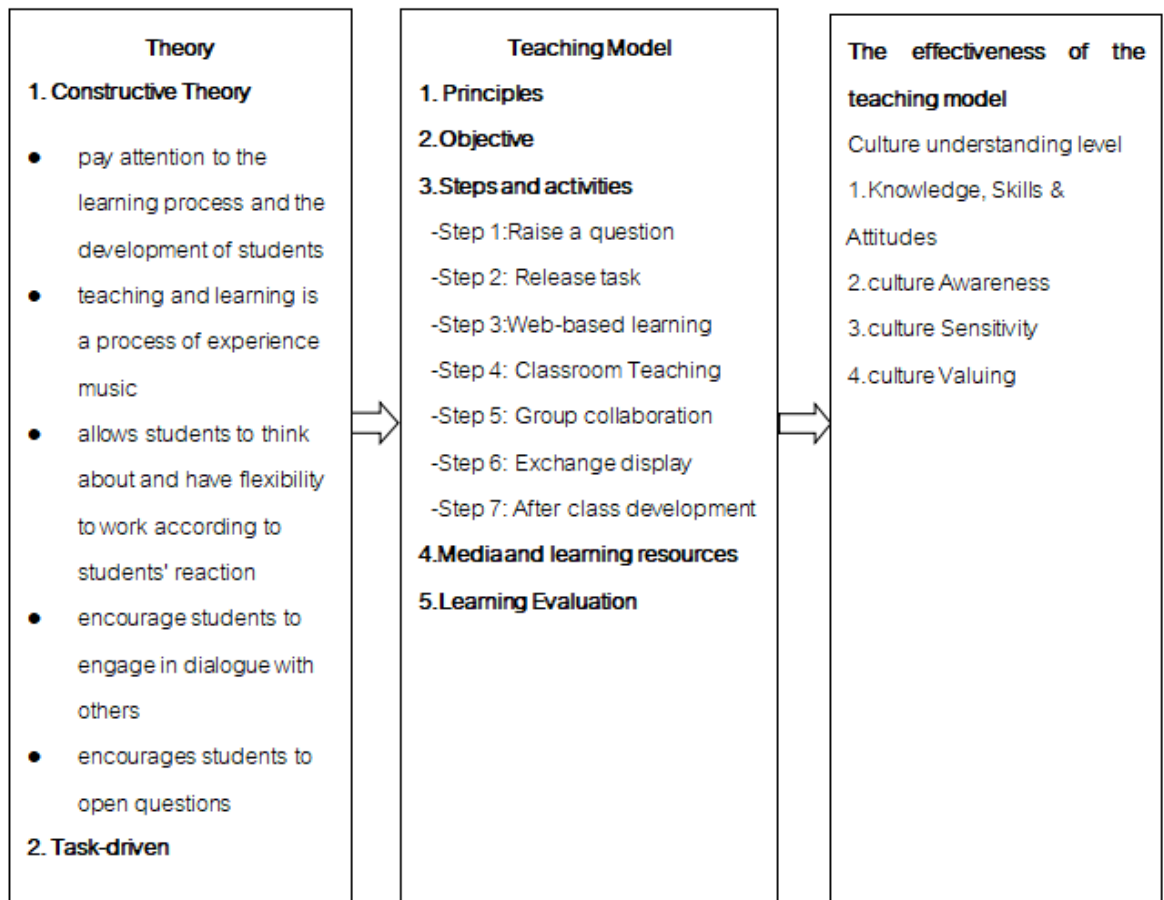 Theory
1. Constructive Theory
● pay attention to the
learning process and the
development of students
● teaching and learning is
a process of experience
music
● allows students to think
about and have flexibility
to work according to
students' reaction
● encourage students to
engage in dialogue with
others
● encourages students to
open questions
2. Task-driven
Teaching Model
1. Principles
2.Objective
3.Steps and activities
-Step 1:Raise a question
-Step 2: Release task
-Step 3:Web-based learning
-Step 4: Classroom Teaching
-Step 5: Group collaboration
-Step 6: Exchange display
-Step 7: After class development
4.Media and learning resources
5.Learning Evaluation
The effectiveness of the
teaching model
Culture understanding level
1.Knowledge, Skills &
Attitudes
2.culture Awareness
3.culture Sensitivity
4.culture Valuing